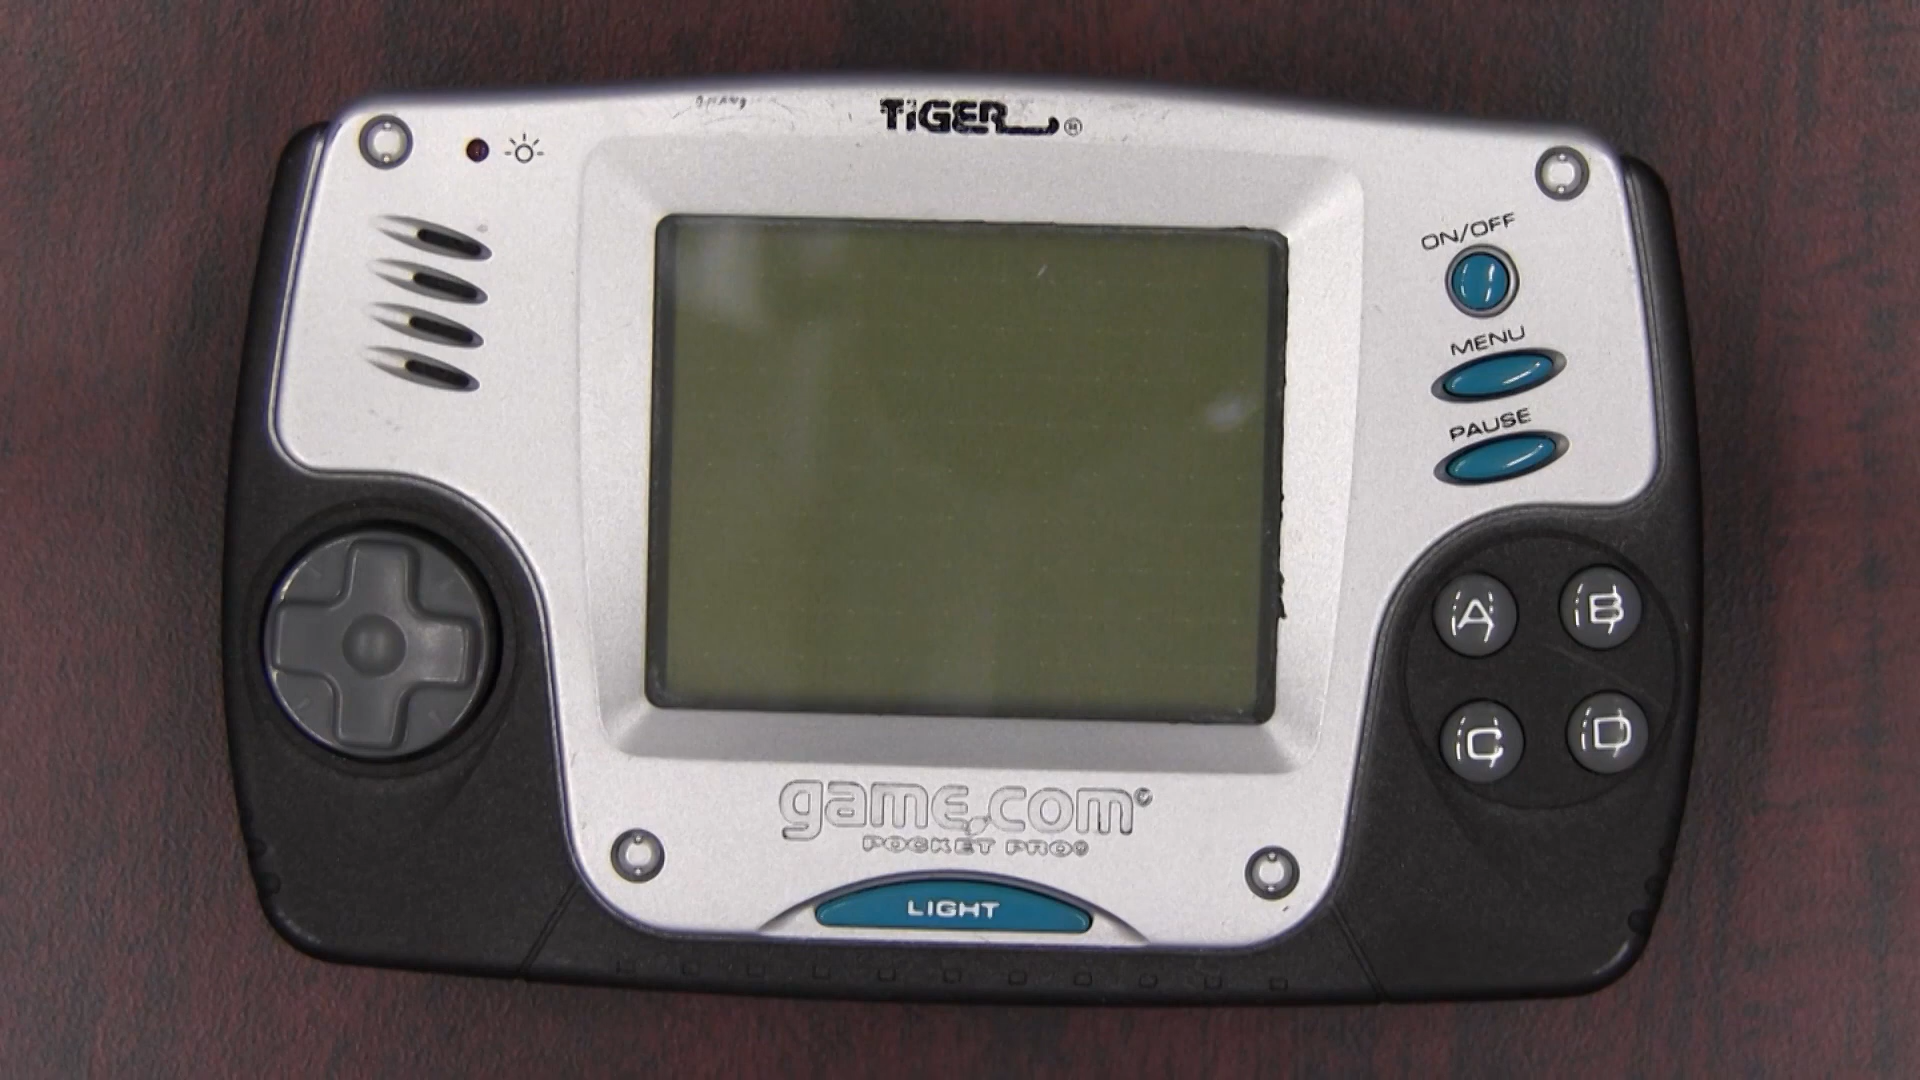 TiGER®
ON/OFF
MENU
PAUSE
A B
C D
game.com®
POCKET PRO®
LIGHT